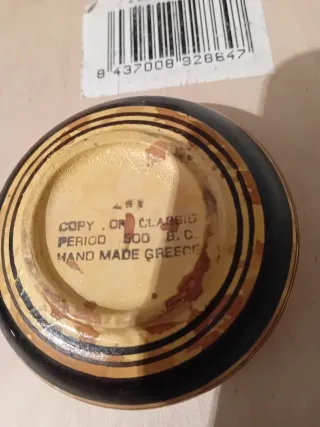 8 437008 928647
COPY . OF CLASSIC
PERIOD 500 B.C.
HAND MADE GREECE